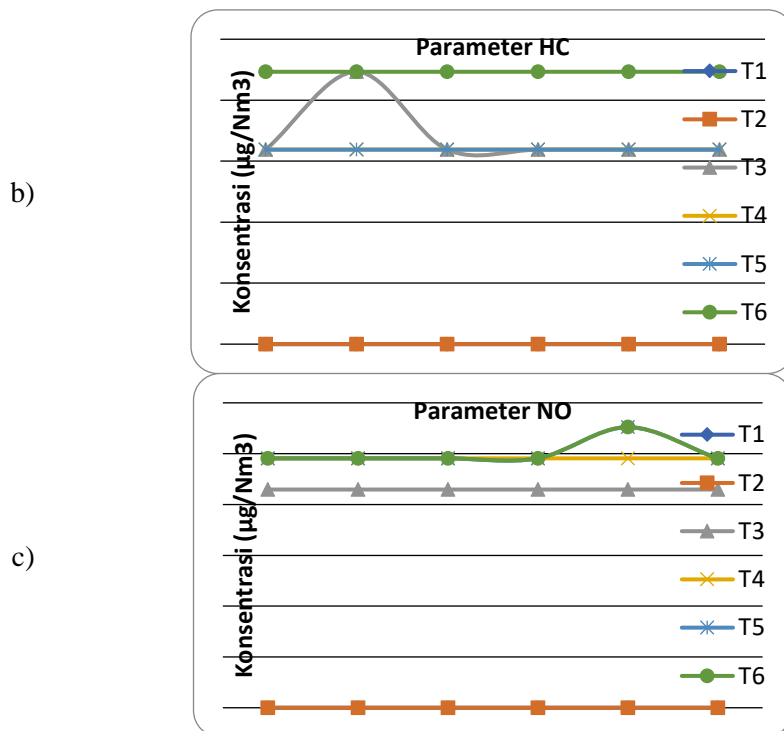 b)
Parameter HC
Konsentrasi (µg/Nm3)
T1
T2
T3
T4
T5
T6
c)
Parameter NO
Konsentrasi (µg/Nm3)
T1
T2
T3
T4
T5
T6